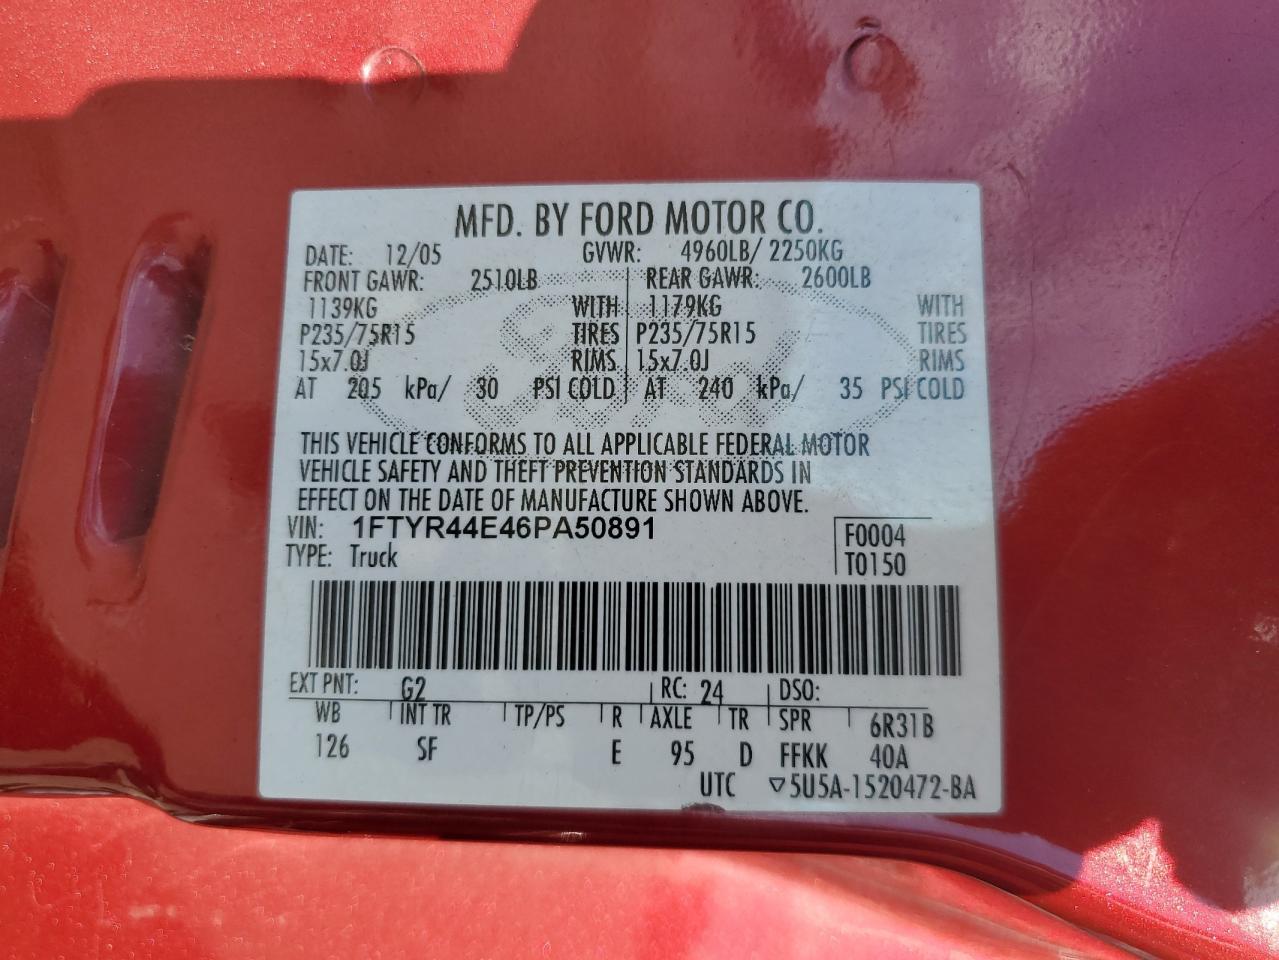 MFD. BY FORD MOTOR CO.
DATE: 12/05 GVWR: 4960LB/ 2250KG
FRONT GAWR: 2510LB REAR GAWR: 2600LB
1139KG WITH 1179KG WITH
P235/75R15 TIRES P235/75R15 TIRES
15x7.0J RIMS 15x7.0J RIMS
AT 205 kPa/ 30 PSI COLD AT 240 kPa/ 35 PSI COLD
THIS VEHICLE CONFORMS TO ALL APPLICABLE FEDERAL MOTOR
VEHICLE SAFETY AND THEFT PREVENTION STANDARDS IN
EFFECT ON THE DATE OF MANUFACTURE SHOWN ABOVE.
VIN: 1FTYR44E46PA50891 F0004
TYPE: Truck T0150
EXT PNT: G2 RC: 24 DSO:
WB INT TR TP/PS R AXLE TR SPR 6R31B
126 SF E 95 D FFKK 40A
UTC ▽5U5A-1520472-BA